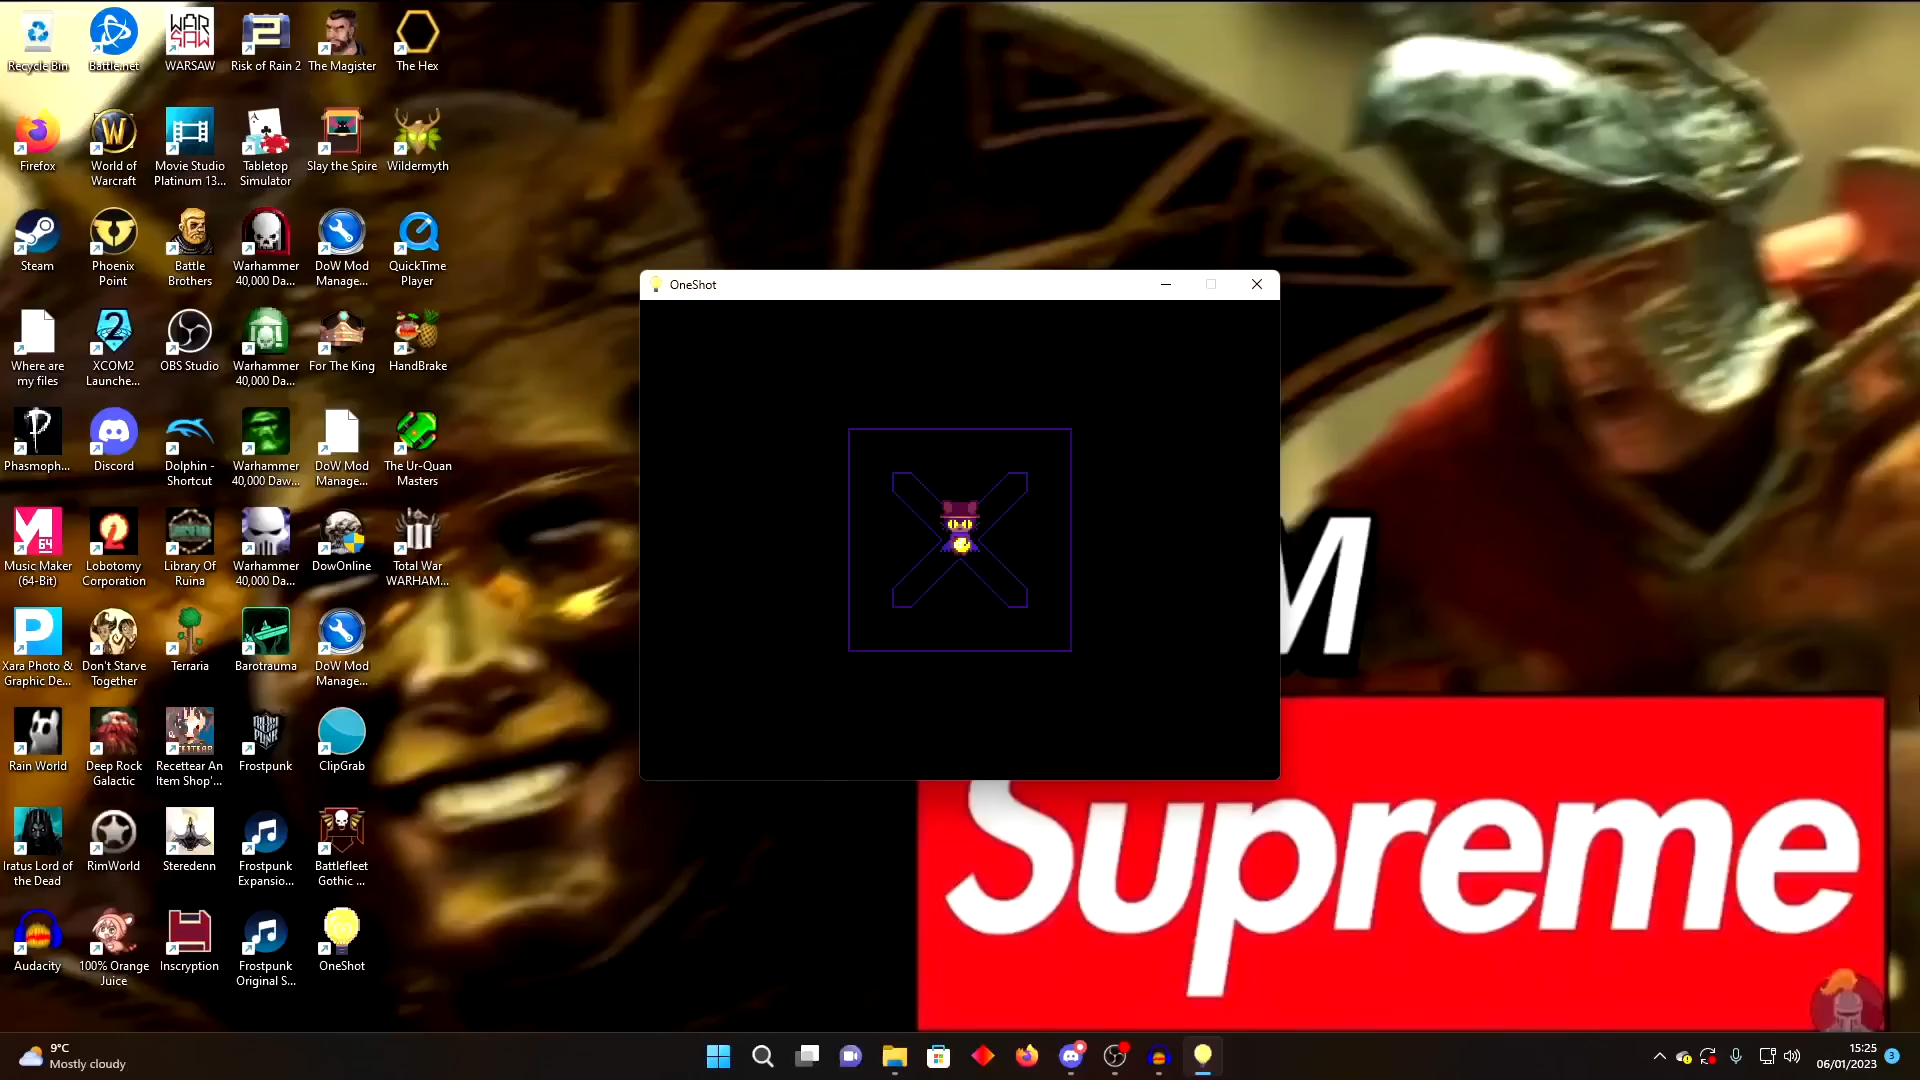 Recycle Bin
Battle.net
WARSAW
Risk of Rain 2
The Magister
The Hex
Firefox
World of
Warcraft
Movie Studio
Platinum 13...
Tabletop
Simulator
Slay the Spire
Wildermyth
Steam
Phoenix
Point
Battle
Brothers
Warhammer
40,000 Da...
DoW Mod
Manage...
QuickTime
Player
Where are
my files
XCOM2
Launche...
OBS Studio
Warhammer
40,000 Da...
For The King
HandBrake
Phasmoph...
Discord
Dolphin -
Shortcut
Warhammer
40,000 Daw...
DoW Mod
Manage...
The Ur-Quan
Masters
Music Maker
(64-Bit)
Lobotomy
Corporation
Library Of
Ruina
Warhammer
40,000 Da...
DowOnline
Total War
WARHAM...
Xara Photo &
Graphic De...
Don't Starve
Together
Terraria
Barotrauma
DoW Mod
Manage...
Rain World
Deep Rock
Galactic
Recettear An
Item Shop'...
Frostpunk
ClipGrab
Iratus Lord of
the Dead
RimWorld
Steredenn
Frostpunk
Expansio...
Battlefleet
Gothic ...
Audacity
100% Orange
Juice
Inscryption
Frostpunk
Original S...
OneShot
OneShot
M
Supreme
9°C
Mostly cloudy
15:25
06/01/2023
3